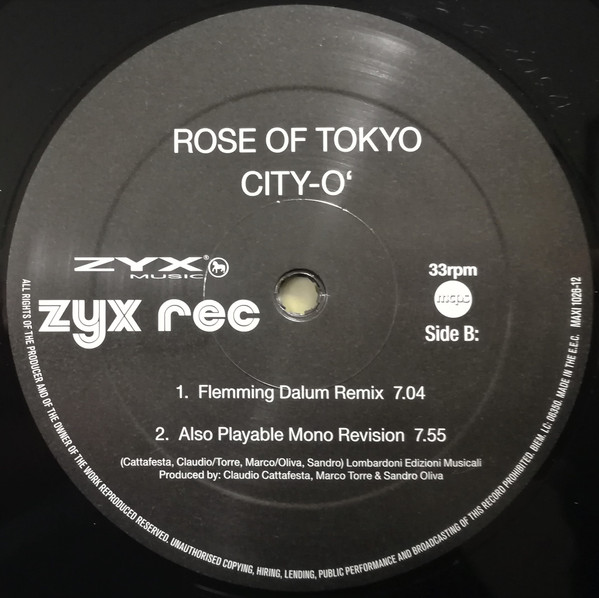 ROSE OF TOKYO
CITY-O‘
ZYX®
MUSIC
zyx rec
33rpm
mcps
Side B:
1. Flemming Dalum Remix 7.04
2. Also Playable Mono Revision 7.55
(Cattafesta, Claudio/Torre, Marco/Oliva, Sandro) Lombardoni Edizioni Musicali
Produced by: Claudio Cattafesta, Marco Torre & Sandro Oliva
ALL RIGHTS OF THE PRODUCER AND OF THE OWNER OF THE WORK REPRODUCED RESERVED. UNAUTHORISED COPYING, HIRING, LENDING, PUBLIC PERFORMANCE AND BROADCASTING OF THIS RECORD PROHIBITED. BIEM. LC: 06350. MADE IN THE E.E.C. MAXI 1026-12